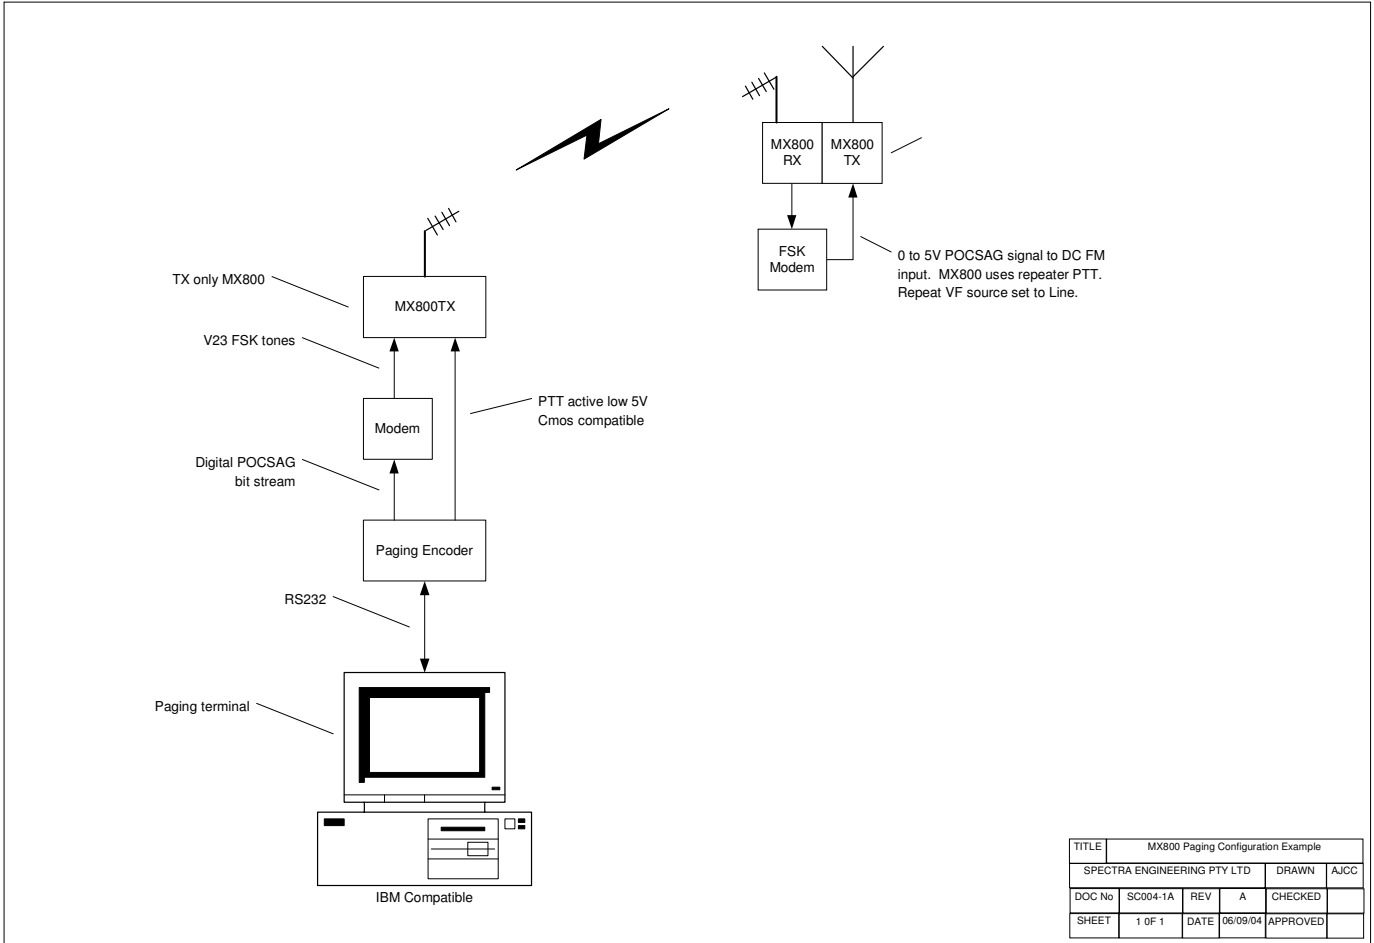 MX800
RX
MX800
TX
FSK
Modem
0 to 5V POCSAG signal to DC FM
input.  MX800 uses repeater PTT.
Repeat VF source set to Line.
TX only MX800
MX800TX
V23 FSK tones
PTT active low 5V
Cmos compatible
Modem
Digital POCSAG
bit stream
Paging Encoder
RS232
Paging terminal
IBM Compatible
TITLE MX800 Paging Configuration Example
SPECTRA ENGINEERING PTY LTD DRAWN AJCC
DOC No SC004-1A REV A CHECKED
SHEET 1 0F 1 DATE 06/09/04 APPROVED